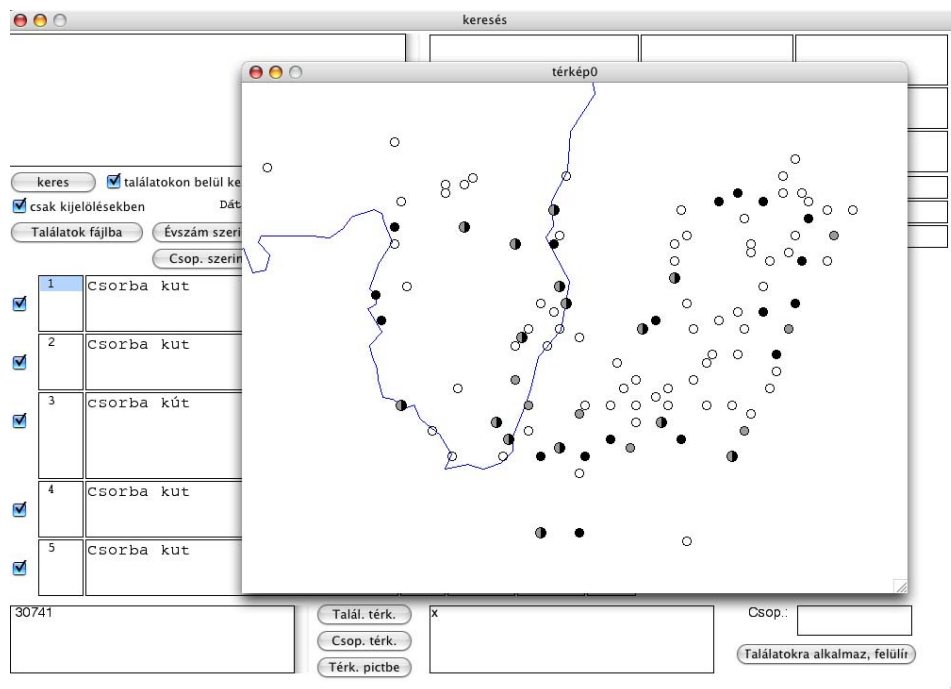 keresés
térkép0
keres
találatokon belül ke
csak kijelölésekben
Dát
Találatok fájlba
Évszám szeri
Csop. szerin
1
Csorba kut
2
Csorba kut
3
Csorba kút
4
Csorba kut
5
Csorba kut
30741
Talál. térk.
x
Csop.:
Csop. térk.
Térk. pictbe
Találatokra alkalmaz, felülír